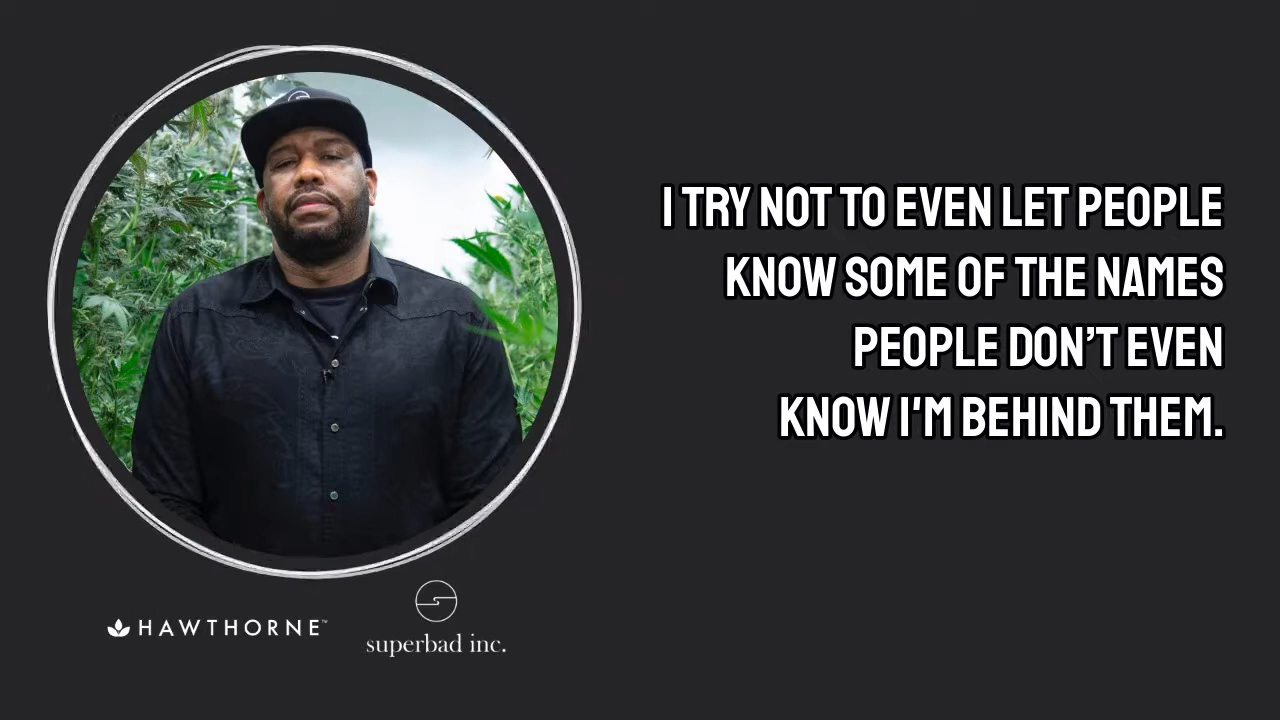 I TRY NOT TO EVEN LET PEOPLE
KNOW SOME OF THE NAMES
PEOPLE DON’T EVEN
KNOW I'M BEHIND THEM.
HAWTHORNE™
superbad inc.